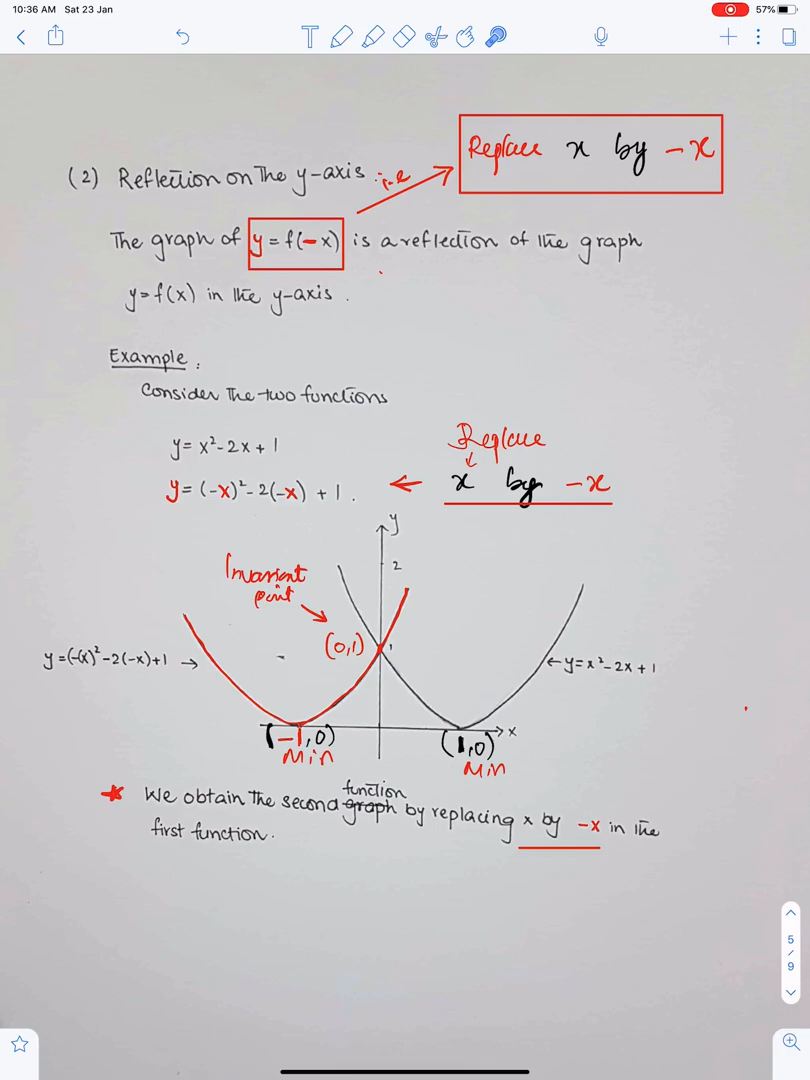 10:36 AM Sat 23 Jan
57%
Replace x by -x
(2) Reflection on the y-axis i.e
The graph of y = f(-x) is a reflection of the graph
y=f(x) in the y-axis.
Example:
Consider the two functions
y = x² - 2x + 1
Replace
y = (-x)² - 2(-x) + 1. ← x by -x
y
2
Invarient
point
(0,1)
1
y=(-x)²-2(-x)+1 →
←y=x²-2x+1
x
(-1,0)
(1,0)
Min
Min
* We obtain the second graph function by replacing x by -x in the
first function.
5
/
9